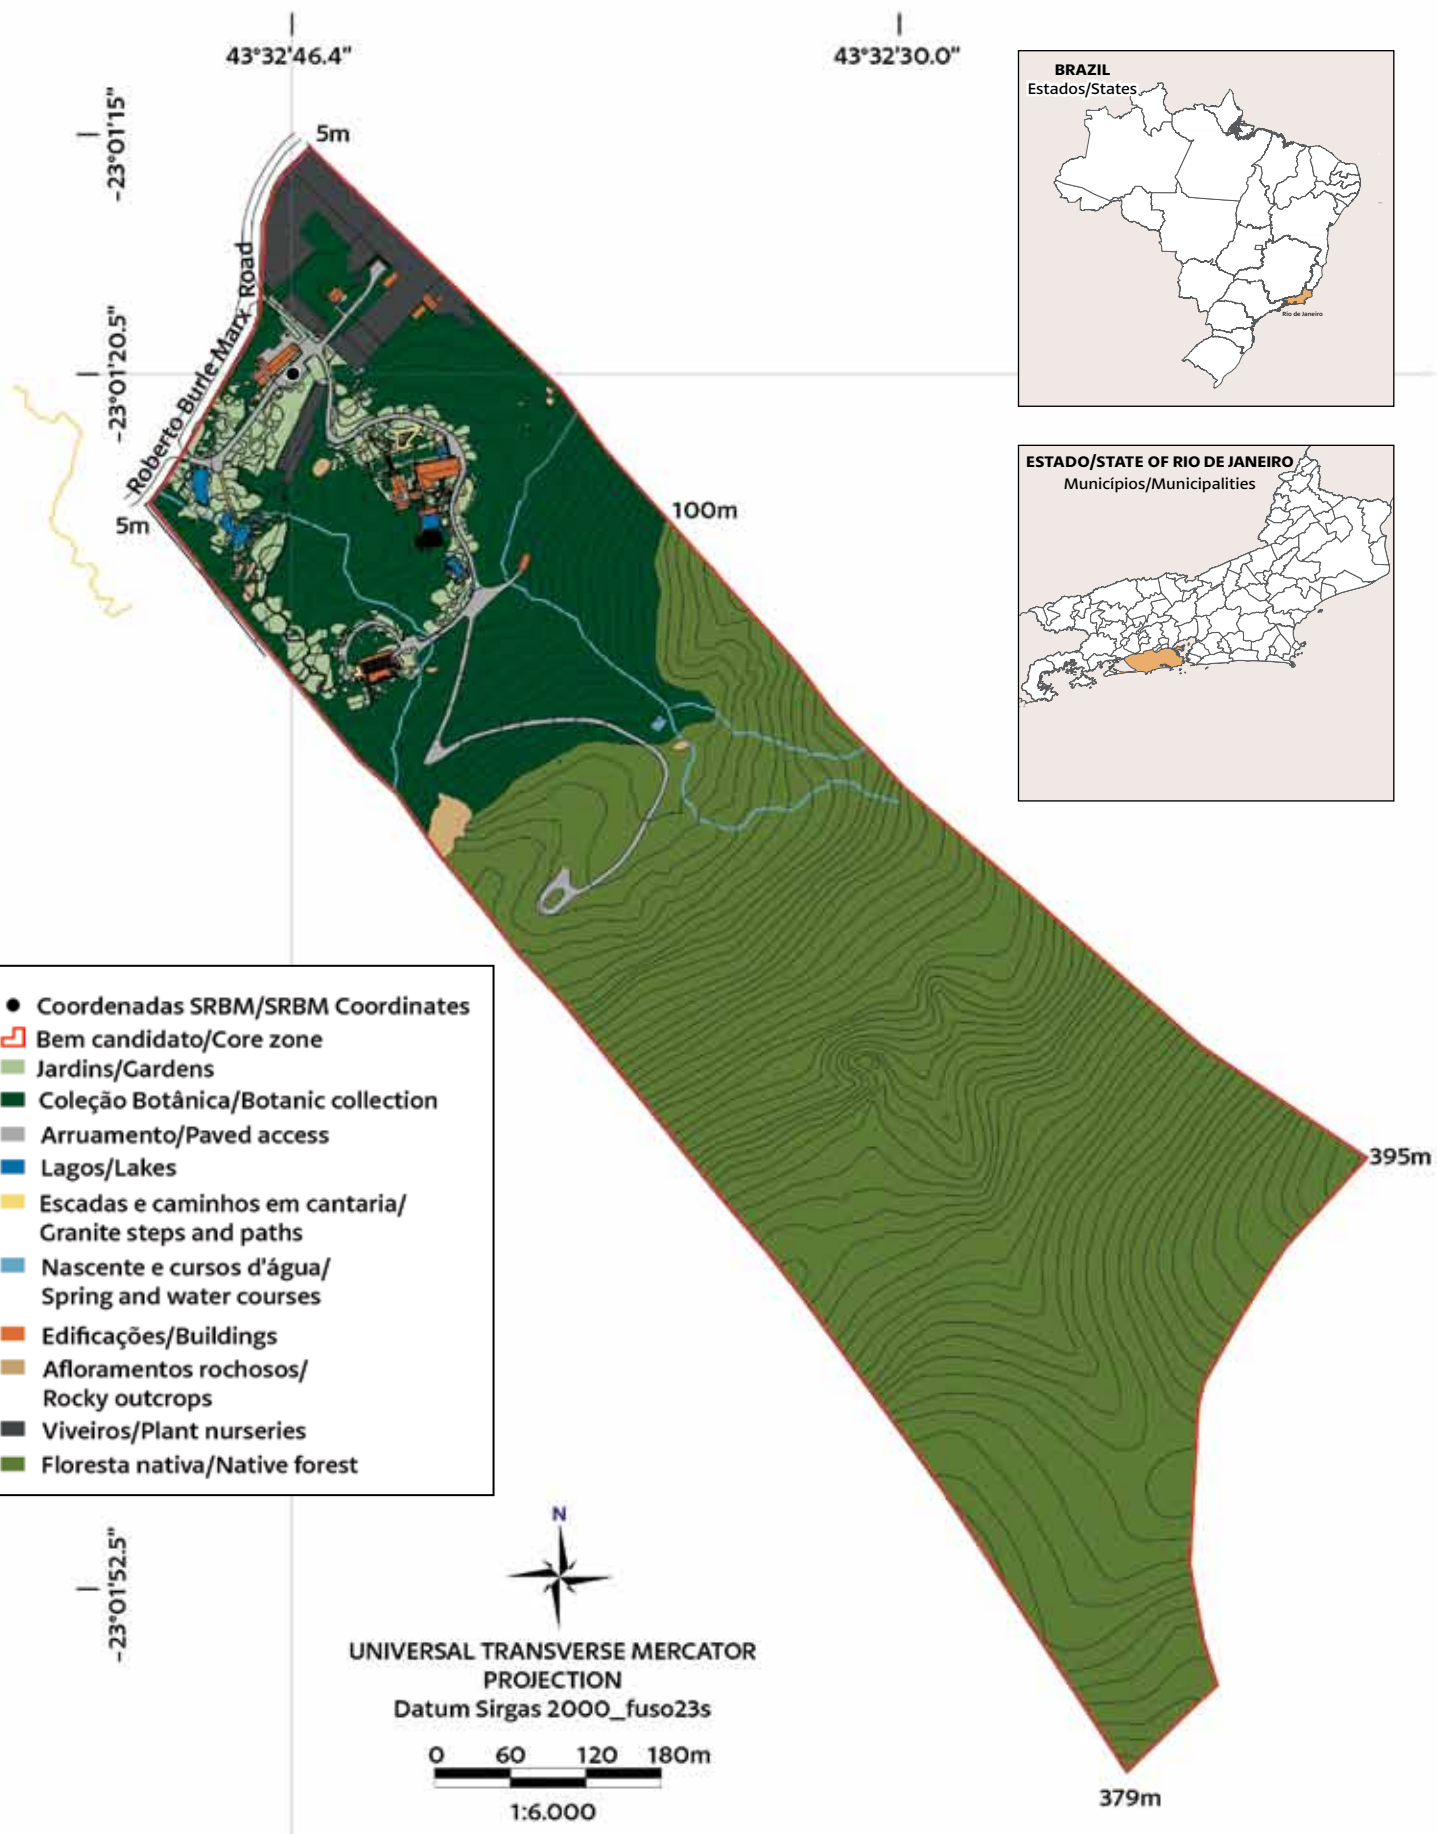 43°32'46.4"
43°32'30.0"
-23°01'15"
-23°01'20.5"
-23°01'52.5"
5m
Roberto Burle Marx Road
5m
100m
395m
379m
BRAZIL
Estados/States
Rio de Janeiro
ESTADO/STATE OF RIO DE JANEIRO
Municípios/Municipalities
Coordenadas SRBM/SRBM Coordinates
Bem candidato/Core zone
Jardins/Gardens
Coleção Botânica/Botanic collection
Arruamento/Paved access
Lagos/Lakes
Escadas e caminhos em cantaria/
Granite steps and paths
Nascente e cursos d'água/
Spring and water courses
Edificações/Buildings
Afloramentos rochosos/
Rocky outcrops
Viveiros/Plant nurseries
Floresta nativa/Native forest
N
UNIVERSAL TRANSVERSE MERCATOR
PROJECTION
Datum Sirgas 2000_fuso23s
0 60 120 180m
1:6.000